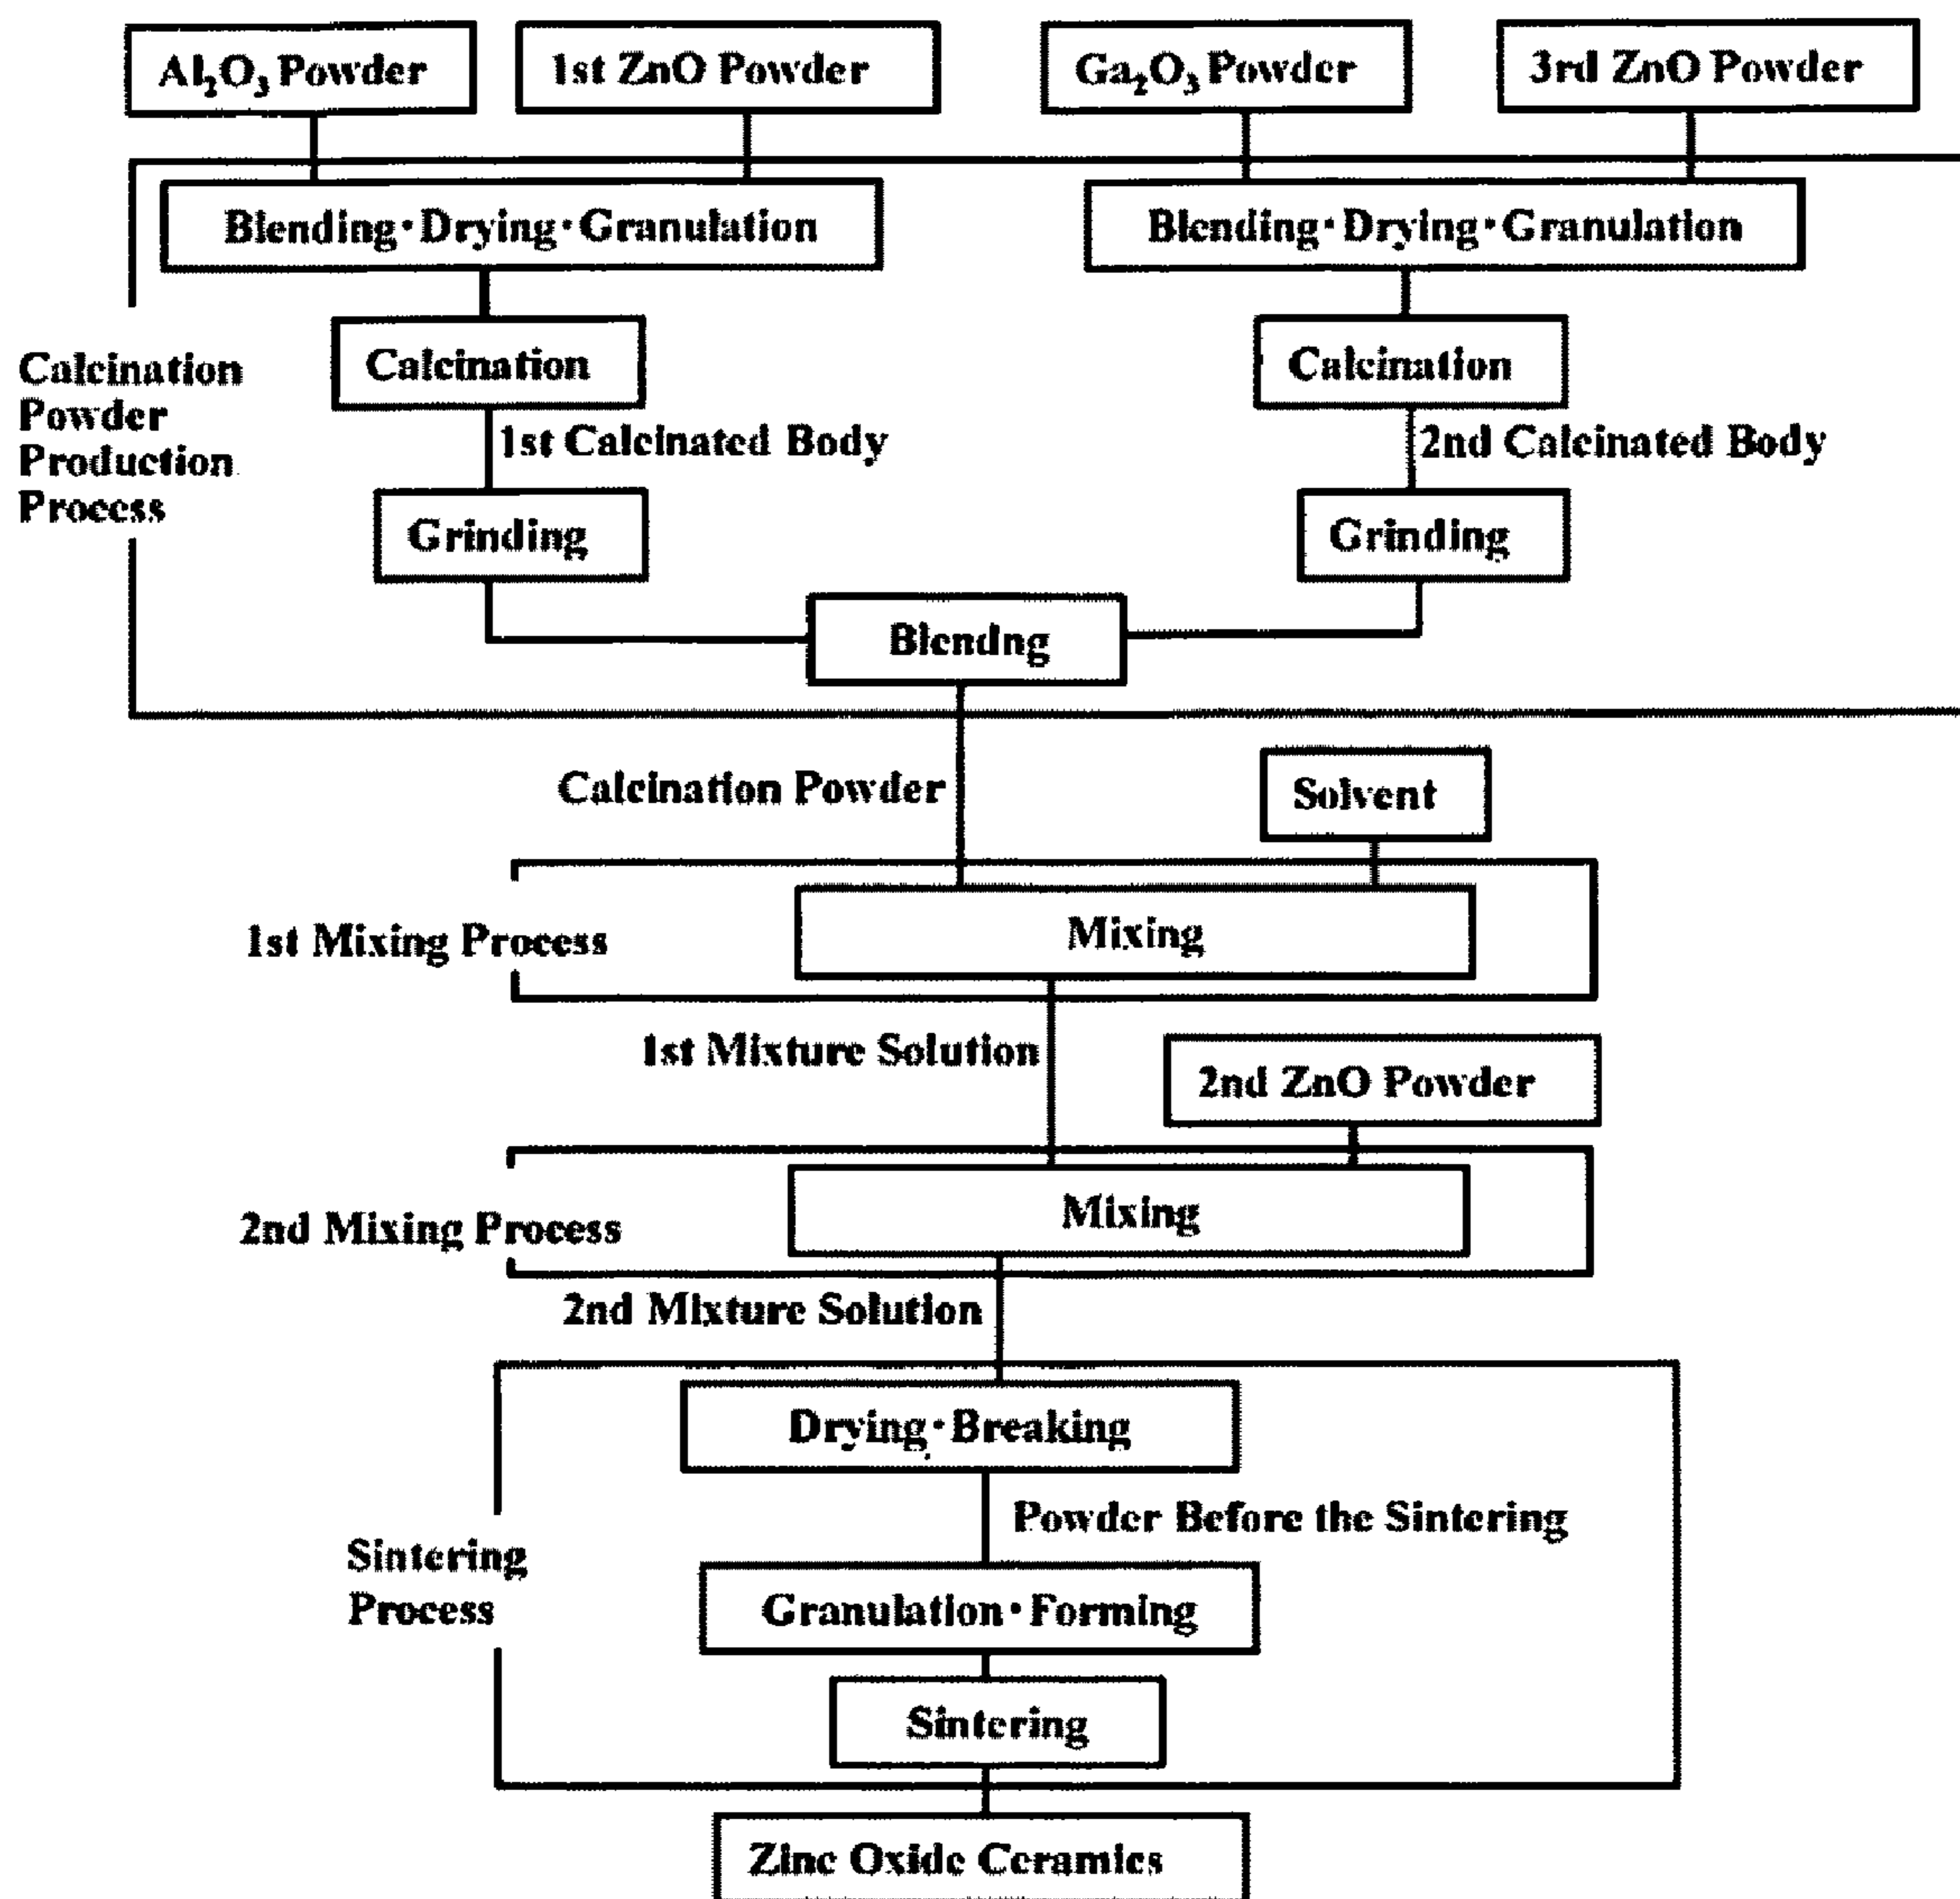 Al₂O₃ Powder
1st ZnO Powder
Ga₂O₃ Powder
3rd ZnO Powder
Blending·Drying·Granulation
Blending·Drying·Granulation
Calcination
Powder
Production
Process
Calcination
Calcination
1st Calcinated Body
2nd Calcinated Body
Grinding
Grinding
Blendng
Calcination Powder
Solvent
1st Mixing Process
Mixing
1st Mixture Solution
2nd ZnO Powder
2nd Mixing Process
Mixing
2nd Mixture Solution
Drying·Breaking
Powder Before the Sintering
Sintering
Process
Granulation·Forming
Sintering
Zinc Oxide Ceramics